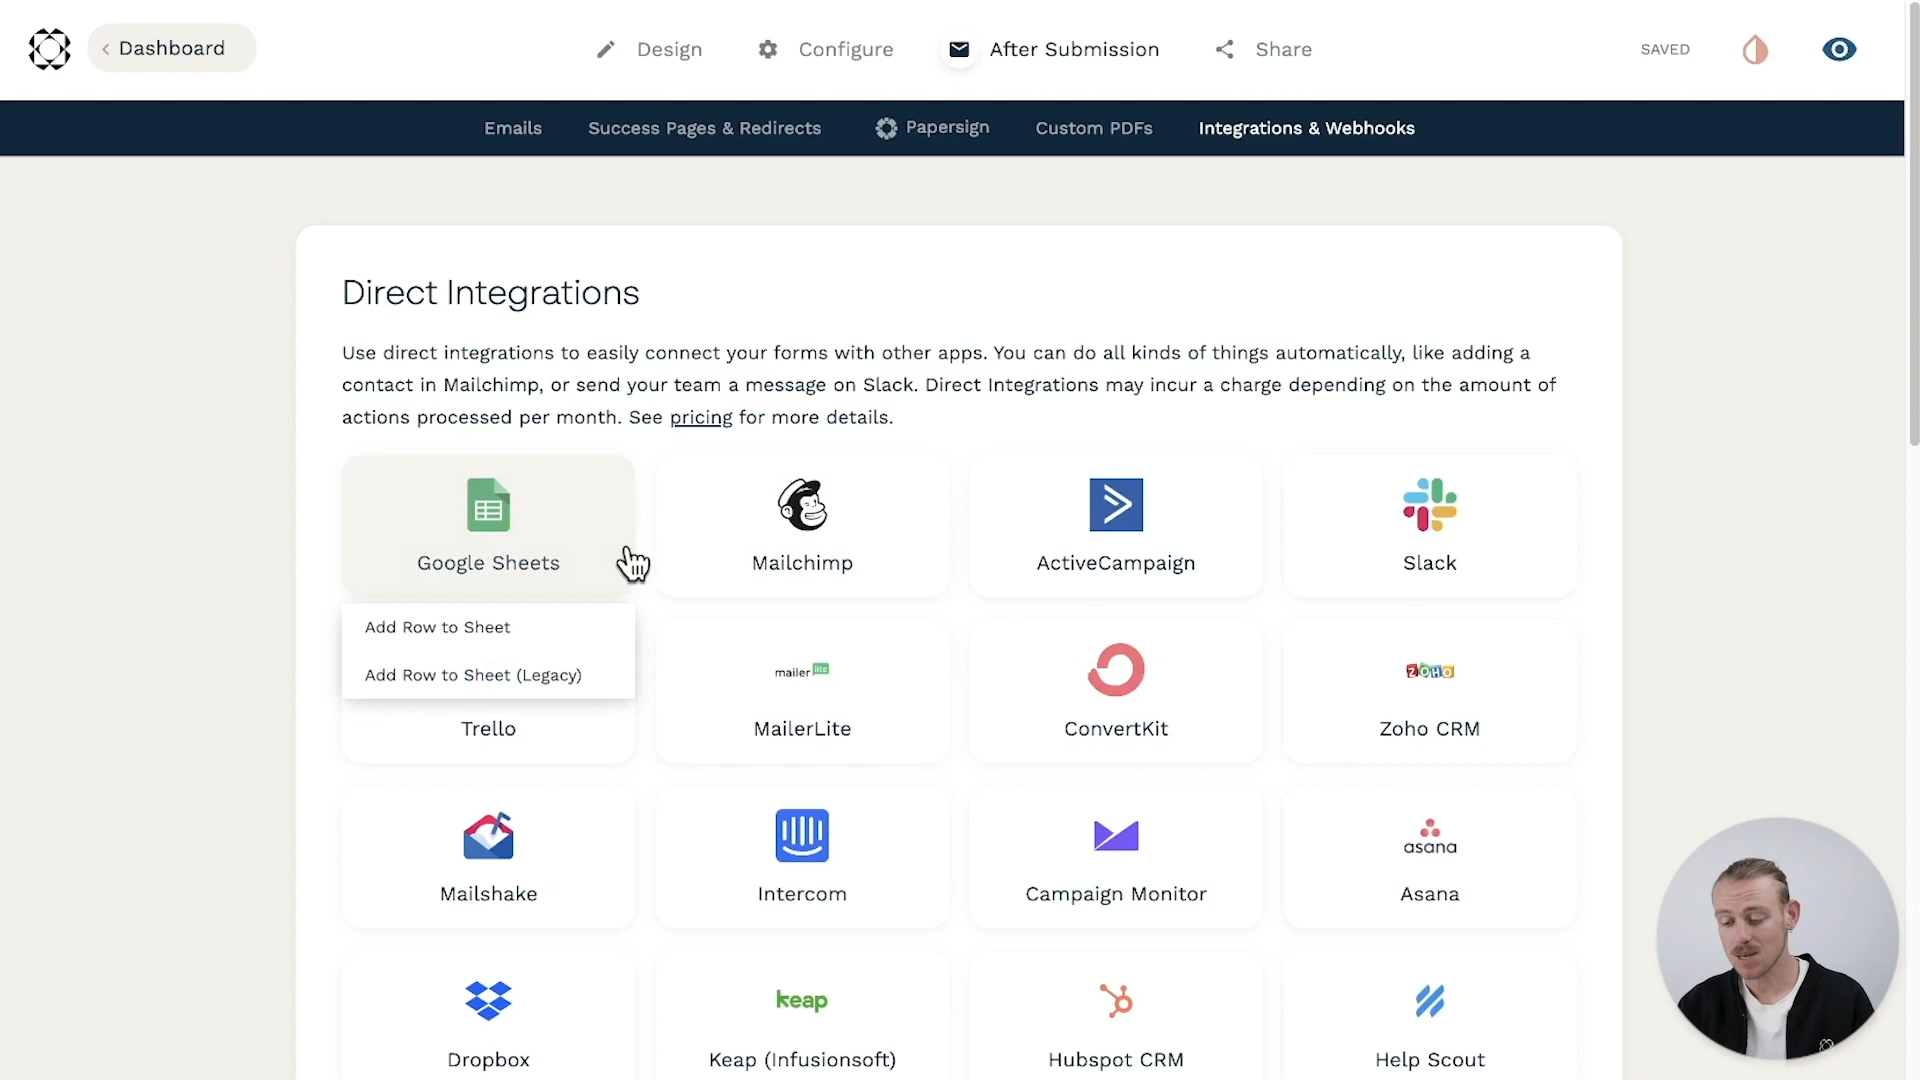 Dashboard
Design
Configure
After Submission
Share
SAVED
Emails
Success Pages & Redirects
Papersign
Custom PDFs
Integrations & Webhooks
Direct Integrations
Use direct integrations to easily connect your forms with other apps. You can do all kinds of things automatically, like adding a
contact in Mailchimp, or send your team a message on Slack. Direct Integrations may incur a charge depending on the amount of
actions processed per month. See pricing for more details.
Google Sheets
Mailchimp
ActiveCampaign
Slack
Add Row to Sheet
Add Row to Sheet (Legacy)
mailer lite
ZOHO
Trello
MailerLite
ConvertKit
Zoho CRM
asana
Mailshake
Intercom
Campaign Monitor
Asana
keap
Dropbox
Keap (Infusionsoft)
Hubspot CRM
Help Scout